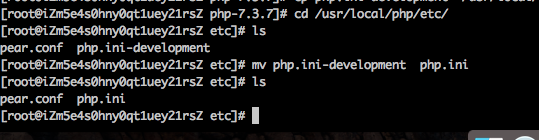 [root@iZm5e4s0hny0qt1uey21rsZ php-7.3.7]# cd /usr/local/php/etc/
[root@iZm5e4s0hny0qt1uey21rsZ etc]# ls
pear.conf  php.ini-development
[root@iZm5e4s0hny0qt1uey21rsZ etc]# mv php.ini-development  php.ini
[root@iZm5e4s0hny0qt1uey21rsZ etc]# ls
pear.conf  php.ini
[root@iZm5e4s0hny0qt1uey21rsZ etc]#